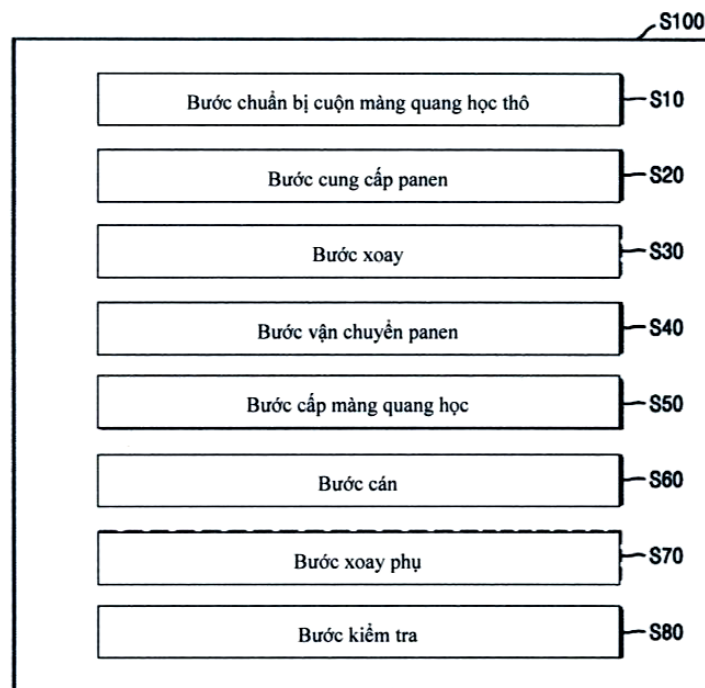 S100
Bước chuẩn bị cuộn màng quang học thô S10
Bước cung cấp panen S20
Bước xoay S30
Bước vận chuyển panen S40
Bước cấp màng quang học S50
Bước cán S60
Bước xoay phụ S70
Bước kiểm tra S80